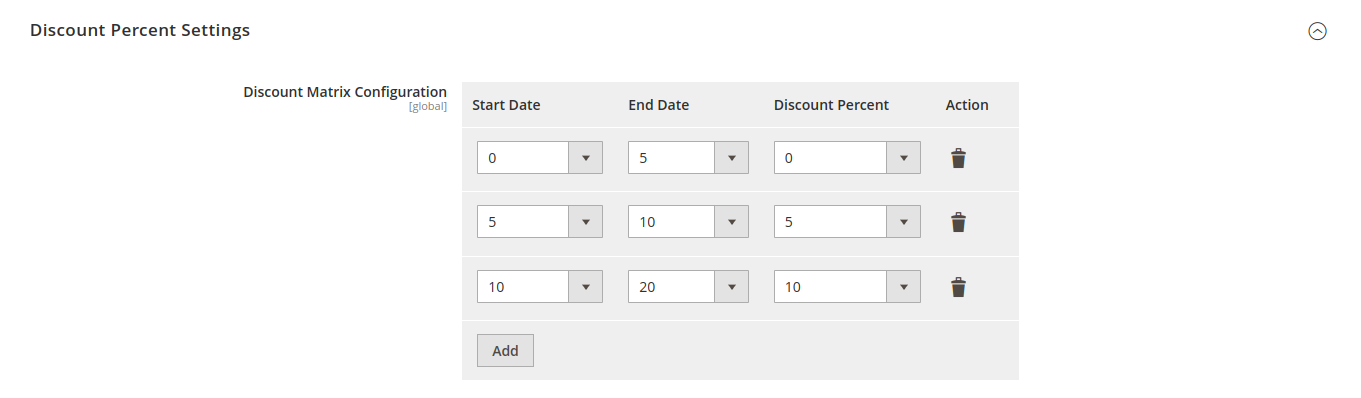 Discount Percent Settings
Discount Matrix Configuration
[global]
Start Date End Date Discount Percent Action
0 5 0
5 10 5
10 20 10
Add